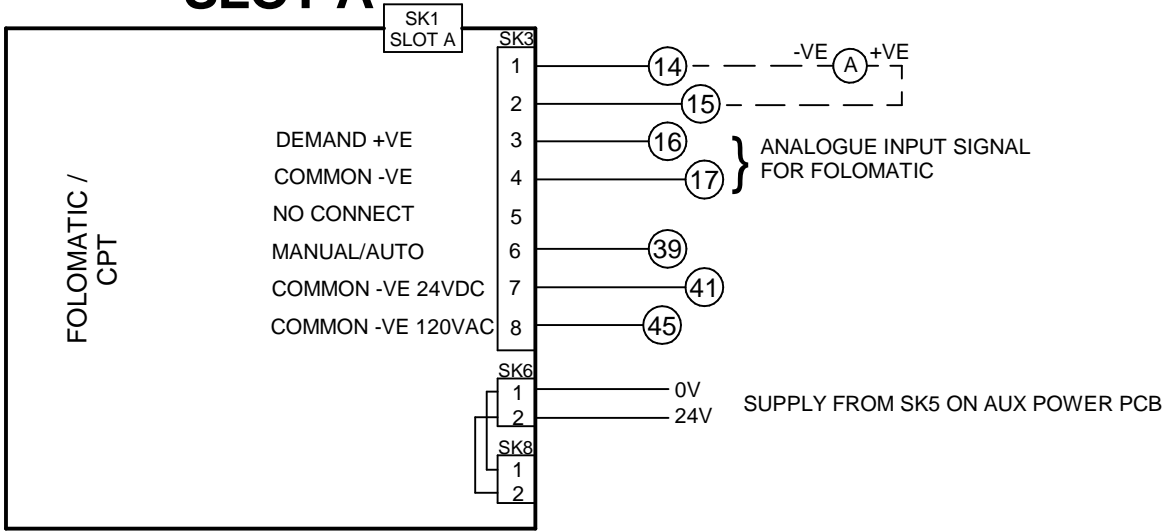 SLOT A
SK1
SLOT A
SK3
1
14
-VE
A
+VE
2
15
DEMAND +VE
3
16
ANALOGUE INPUT SIGNAL
FOR FOLOMATIC
COMMON -VE
4
17
NO CONNECT
5
MANUAL/AUTO
6
39
COMMON -VE 24VDC
7
41
COMMON -VE 120VAC
8
45
FOLOMATIC /
CPT
SK6
1
0V
2
24V
SUPPLY FROM SK5 ON AUX POWER PCB
SK8
1
2